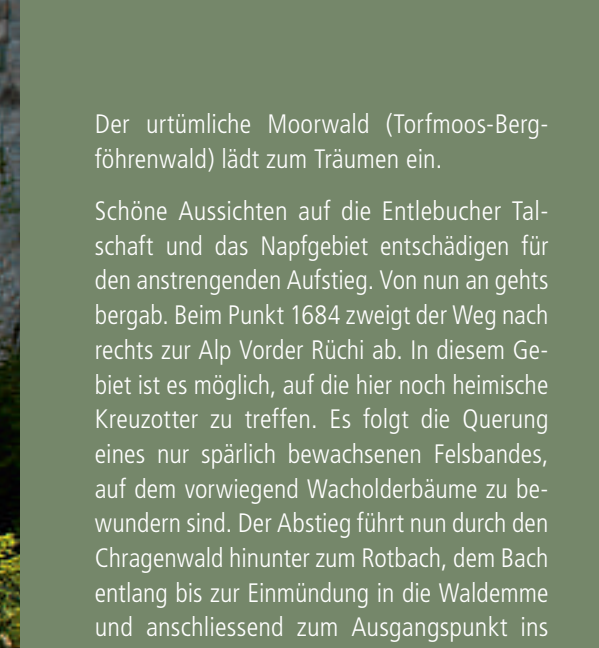 Der urtümliche Moorwald (Torfmoos-Berg-
föhrenwald) lädt zum Träumen ein.
Schöne Aussichten auf die Entlebucher Tal-
schaft und das Napfgebiet entschädigen für
den anstrengenden Aufstieg. Von nun an gehts
bergab. Beim Punkt 1684 zweigt der Weg nach
rechts zur Alp Vorder Rüchi ab. In diesem Ge-
biet ist es möglich, auf die hier noch heimische
Kreuzotter zu treffen. Es folgt die Querung
eines nur spärlich bewachsenen Felsbandes,
auf dem vorwiegend Wacholderbäume zu be-
wundern sind. Der Abstieg führt nun durch den
Chragenwald hinunter zum Rotbach, dem Bach
entlang bis zur Einmündung in die Waldemme
und anschliessend zum Ausgangspunkt ins